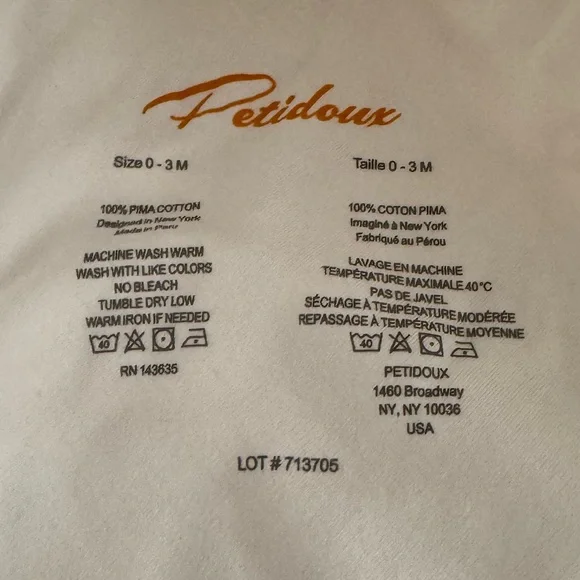 Petidoux
Size 0 - 3 M
100% PIMA COTTON
Designed in New York
Made in Peru
MACHINE WASH WARM
WASH WITH LIKE COLORS
NO BLEACH
TUMBLE DRY LOW
WARM IRON IF NEEDED
40
RN 143635
Taille 0 - 3 M
100% COTON PIMA
Imaginé à New York
Fabriqué au Pérou
LAVAGE EN MACHINE
TEMPÉRATURE MAXIMALE 40°C
PAS DE JAVEL
SÉCHAGE À TEMPÉRATURE MODÉRÉE
REPASSAGE À TEMPÉRATURE MOYENNE
40
PETIDOUX
1460 Broadway
NY, NY 10036
USA
LOT # 713705